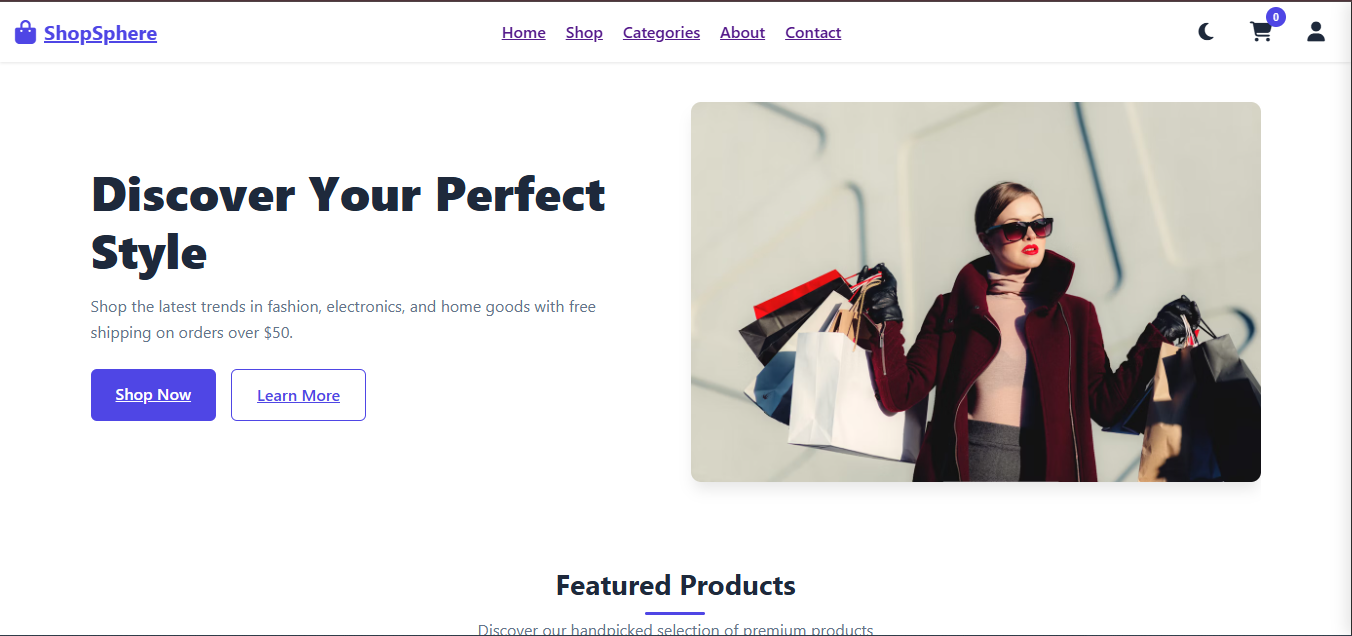 ShopSphere
Home Shop Categories About Contact
0
Discover Your Perfect
Style
Shop the latest trends in fashion, electronics, and home goods with free
shipping on orders over $50.
Shop Now Learn More
Featured Products
Discover our handpicked selection of premium products